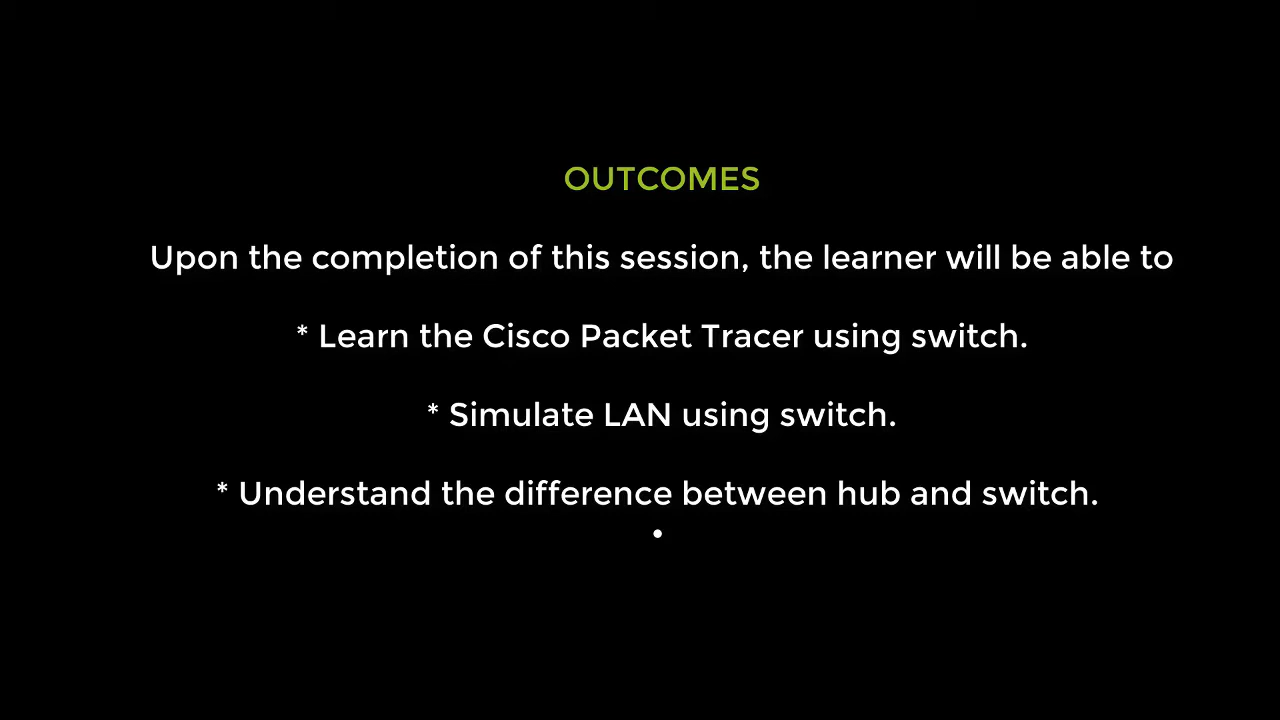 OUTCOMES
Upon the completion of this session, the learner will be able to
* Learn the Cisco Packet Tracer using switch.
* Simulate LAN using switch.
* Understand the difference between hub and switch.
•